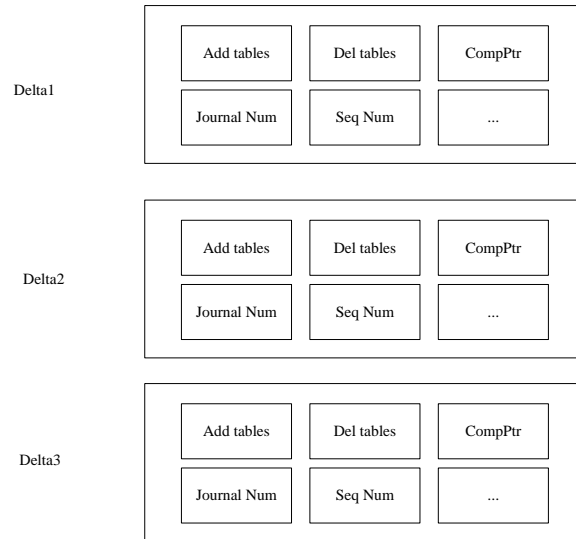 Add tables Del tables CompPtr
Delta1
Journal Num Seq Num ...
Add tables Del tables CompPtr
Delta2
Journal Num Seq Num ...
Add tables Del tables CompPtr
Delta3
Journal Num Seq Num ...